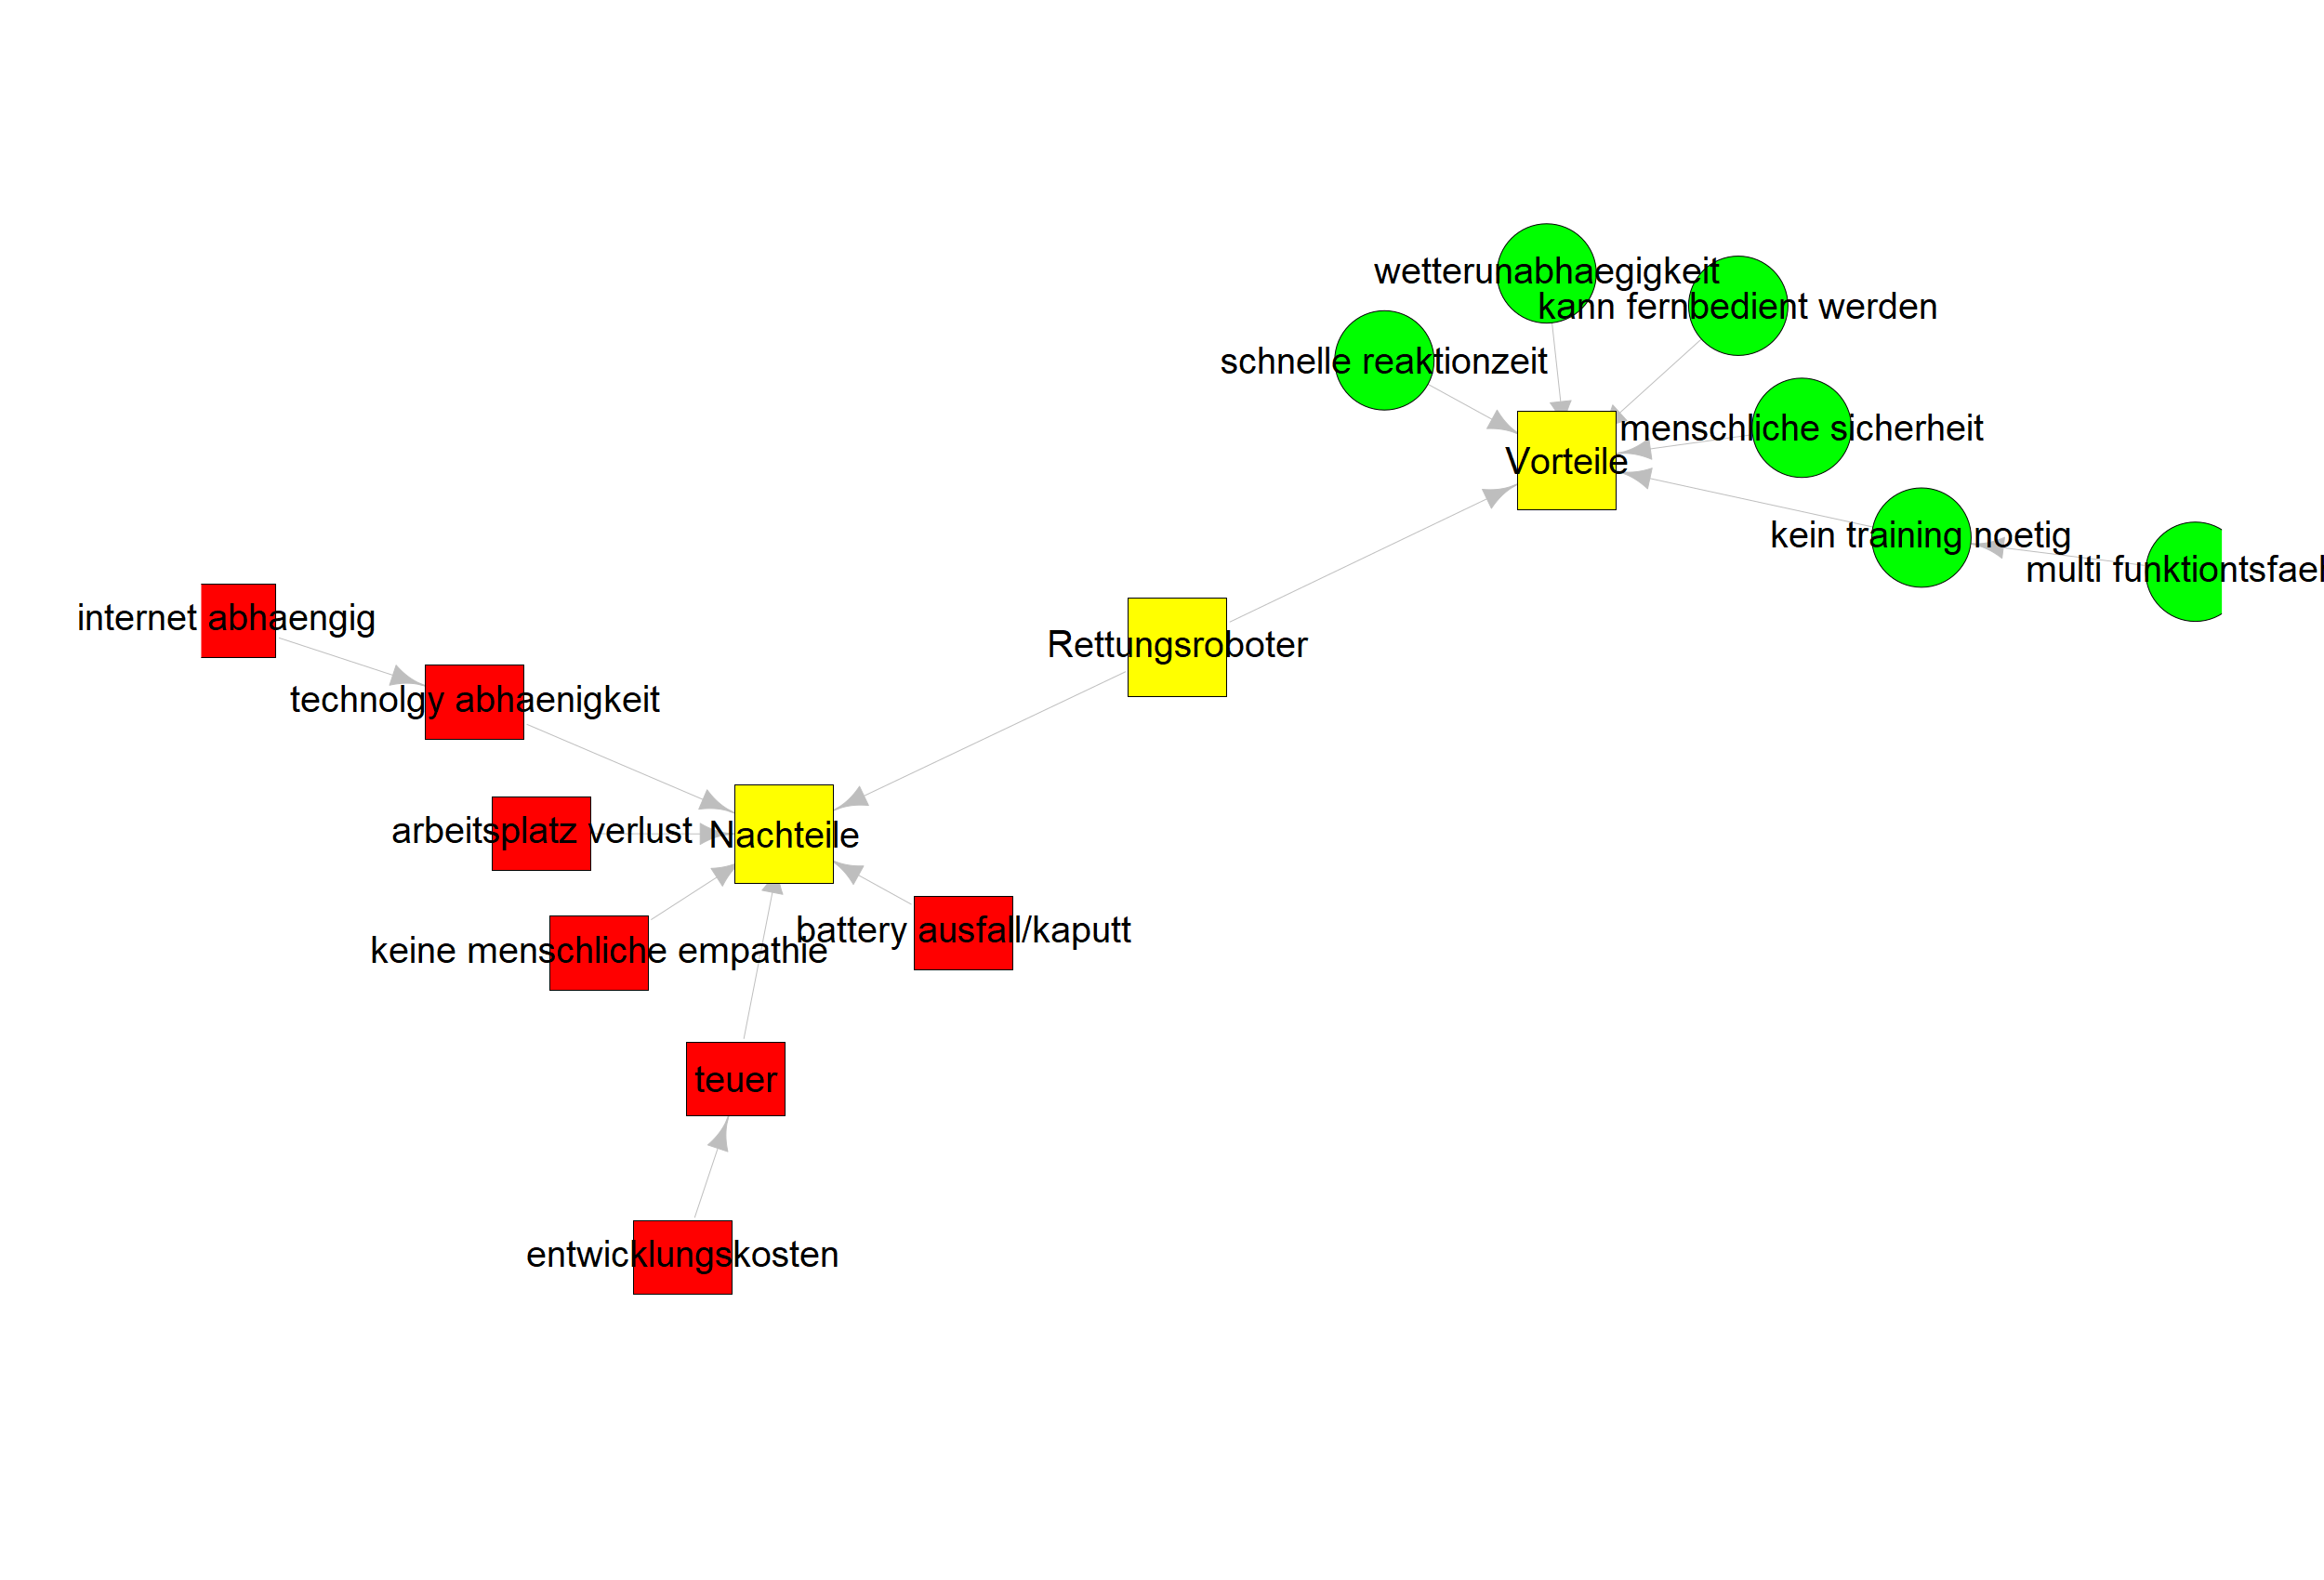 wetterunabhaegigkeit
kann fernbedient werden
schnelle reaktionzeit
menschliche sicherheit
Vorteile
kein training noetig
multi funktiontsfael
internet abhaengig
Rettungsroboter
technolgy abhaenigkeit
arbeitsplatz verlust
Nachteile
battery ausfall/kaputt
keine menschliche empathie
teuer
entwicklungskosten